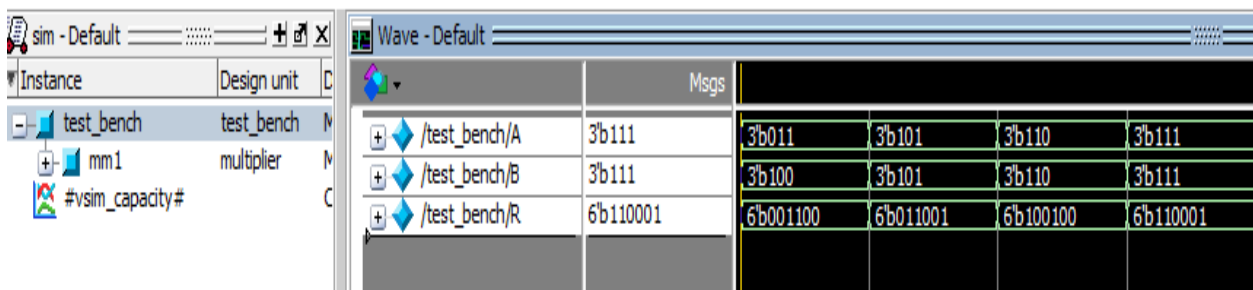 sim - Default
Instance Design unit D
test_bench test_bench M
mm1 multiplier M
#vsim_capacity# C
Wave - Default
Msgs
/test_bench/A 3'b111 3'b011 3'b101 3'b110 3'b111
/test_bench/B 3'b111 3'b100 3'b101 3'b110 3'b111
/test_bench/R 6'b110001 6'b001100 6'b011001 6'b100100 6'b110001